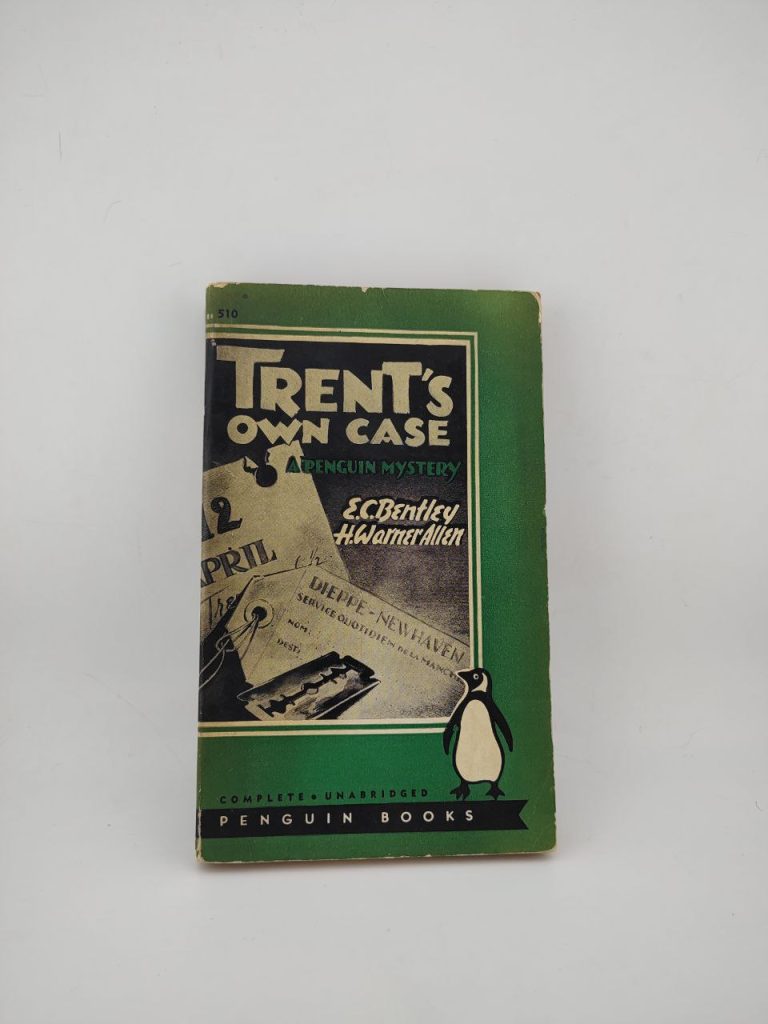 510
TRENT'S
OWN CASE
A PENGUIN MYSTERY
E.C. Bentley
H. Warner Allen
12
APRIL
Tre
DIEPPE-NEWHAVEN
SERVICE QUOTIDIEN DE LA MANCHE
NOM:
DEST:
COMPLETE • UNABRIDGED
PENGUIN BOOKS